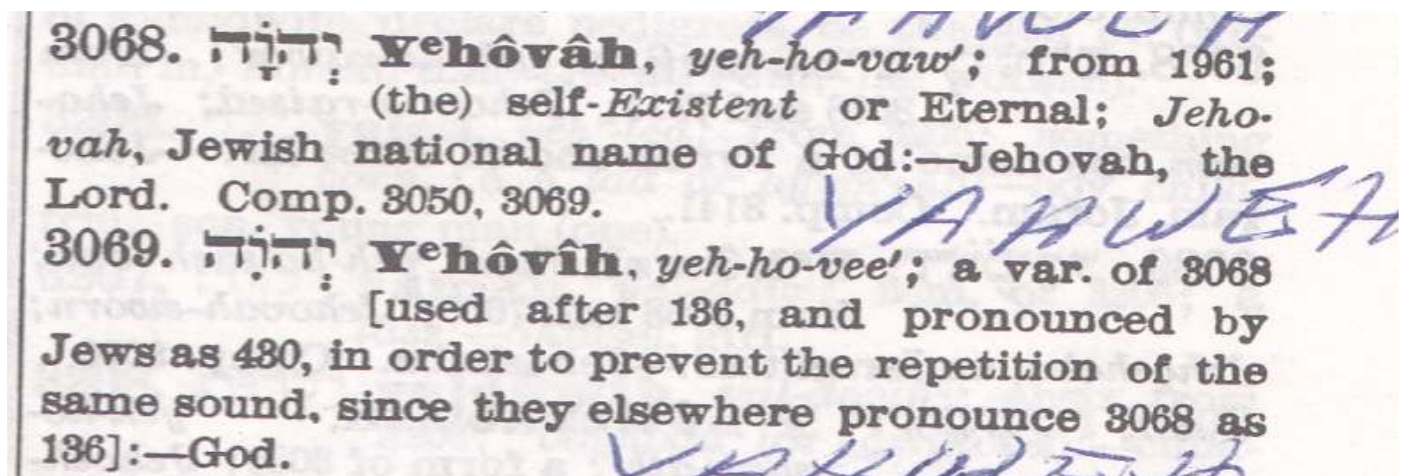 YAHWEH
3068. יְהֹוָה Yᵉhôvâh, yeh-ho-vaw'; from 1961;
(the) self-Existent or Eternal; Jeho-
vah, Jewish national name of God:—Jehovah, the
Lord. Comp. 3050, 3069.
YAHWEH
3069. יְהֹוִה Yᵉhôvîh, yeh-ho-vee'; a var. of 3068
[used after 136, and pronounced by
Jews as 430, in order to prevent the repetition of the
same sound, since they elsewhere pronounce 3068 as
136]:—God.
YAHWEH